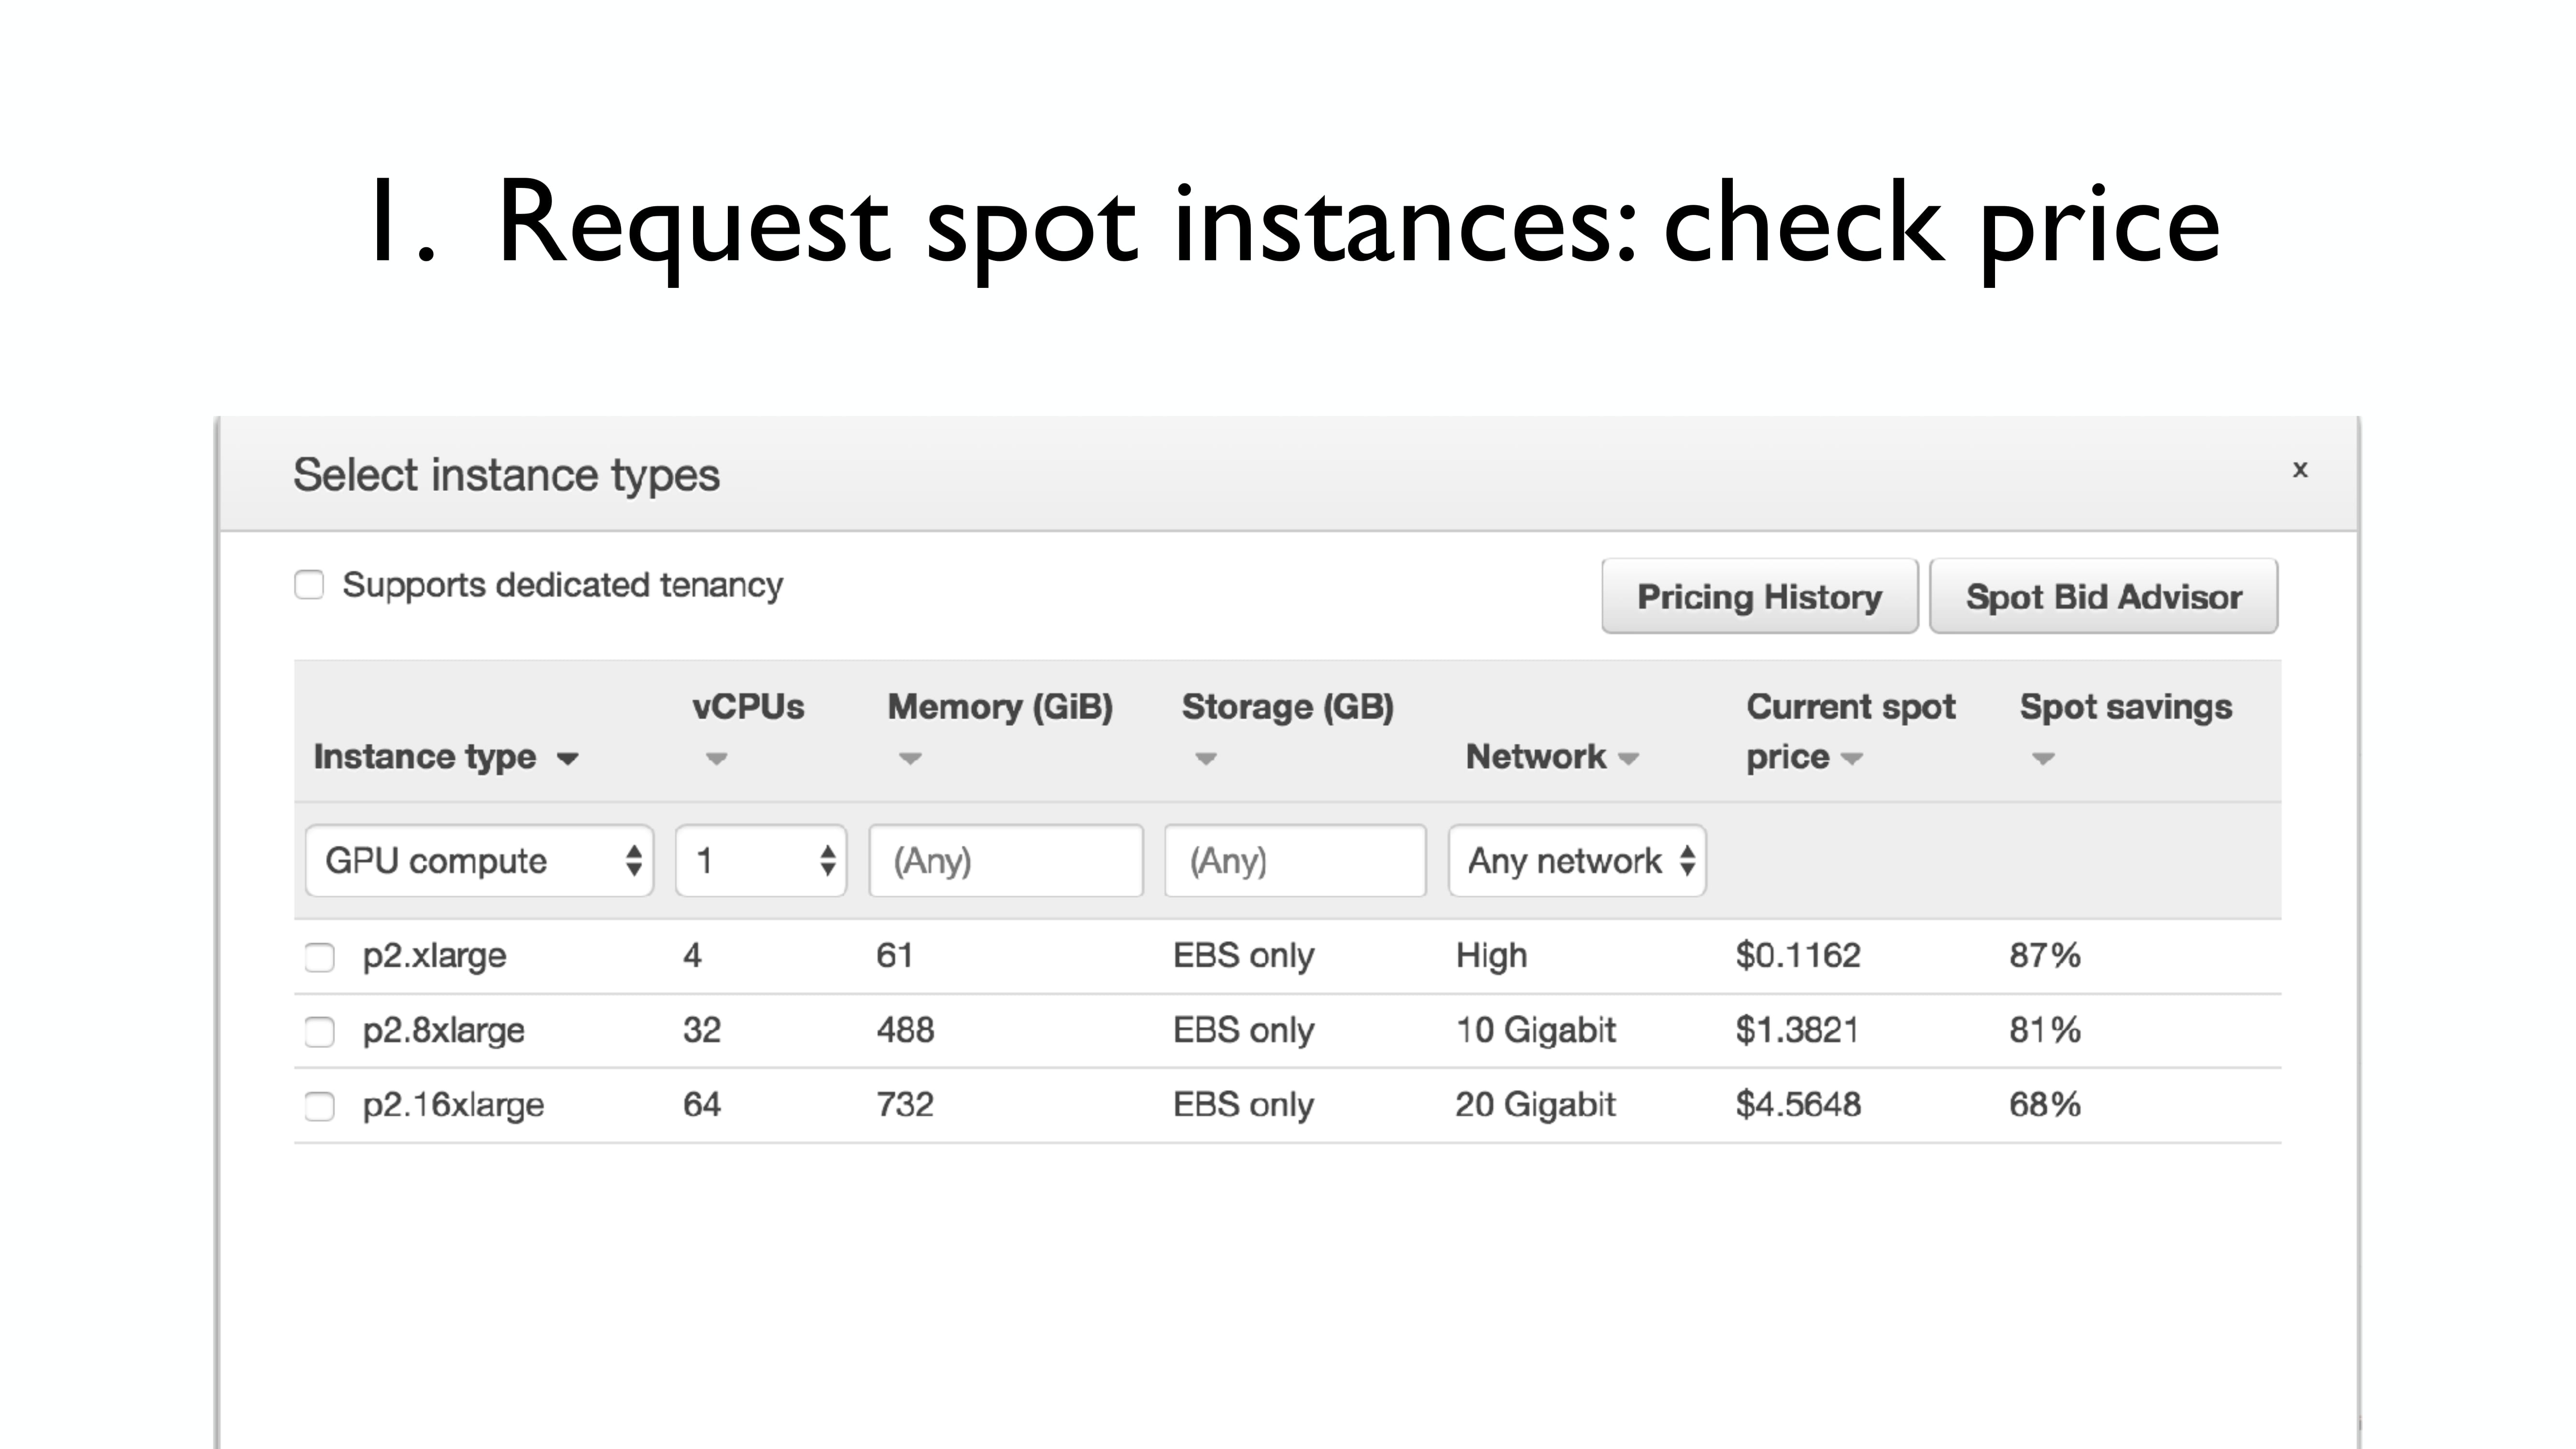 1. Request spot instances: check price
Select instance types
x
Supports dedicated tenancy
Pricing History
Spot Bid Advisor
Instance type
vCPUs
Memory (GiB)
Storage (GB)
Network
Current spot
price
Spot savings
GPU compute
1
(Any)
(Any)
Any network
p2.xlarge 4 61 EBS only High $0.1162 87%
p2.8xlarge 32 488 EBS only 10 Gigabit $1.3821 81%
p2.16xlarge 64 732 EBS only 20 Gigabit $4.5648 68%